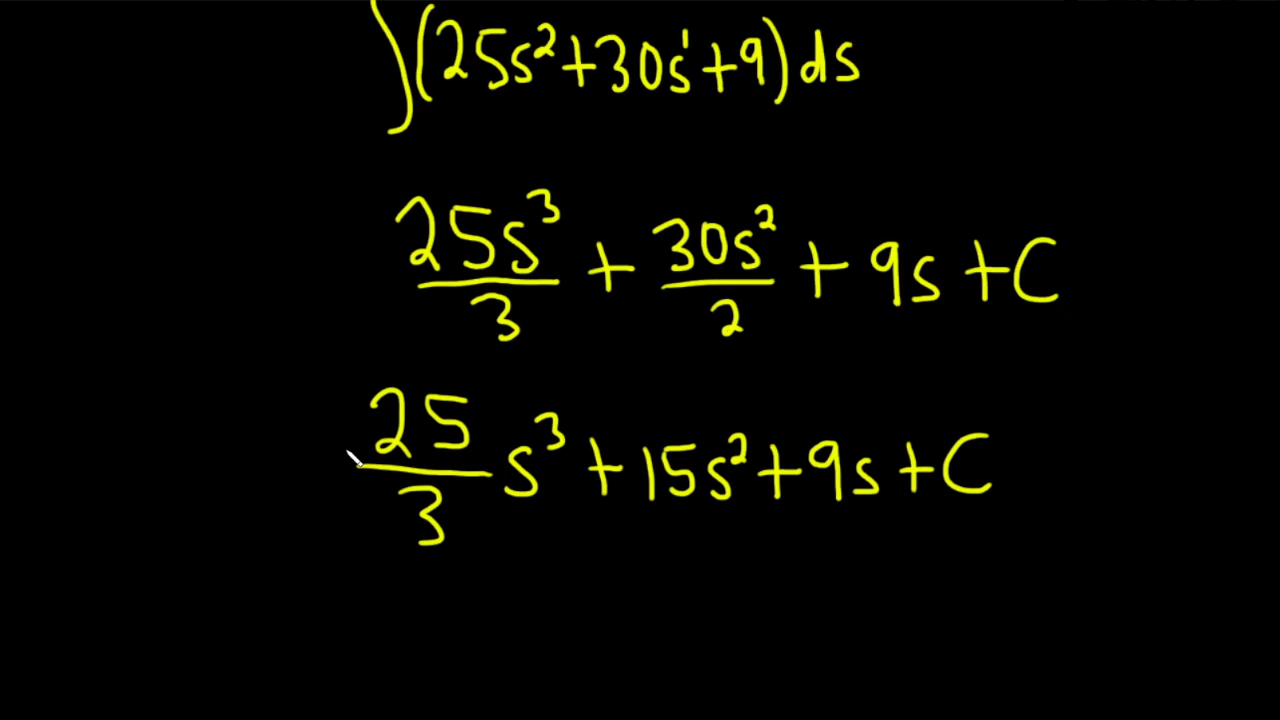 ∫(25s²+30s¹+9)ds
25s³/3 + 30s²/2 + 9s + C
25/3 s³ + 15s² + 9s + C